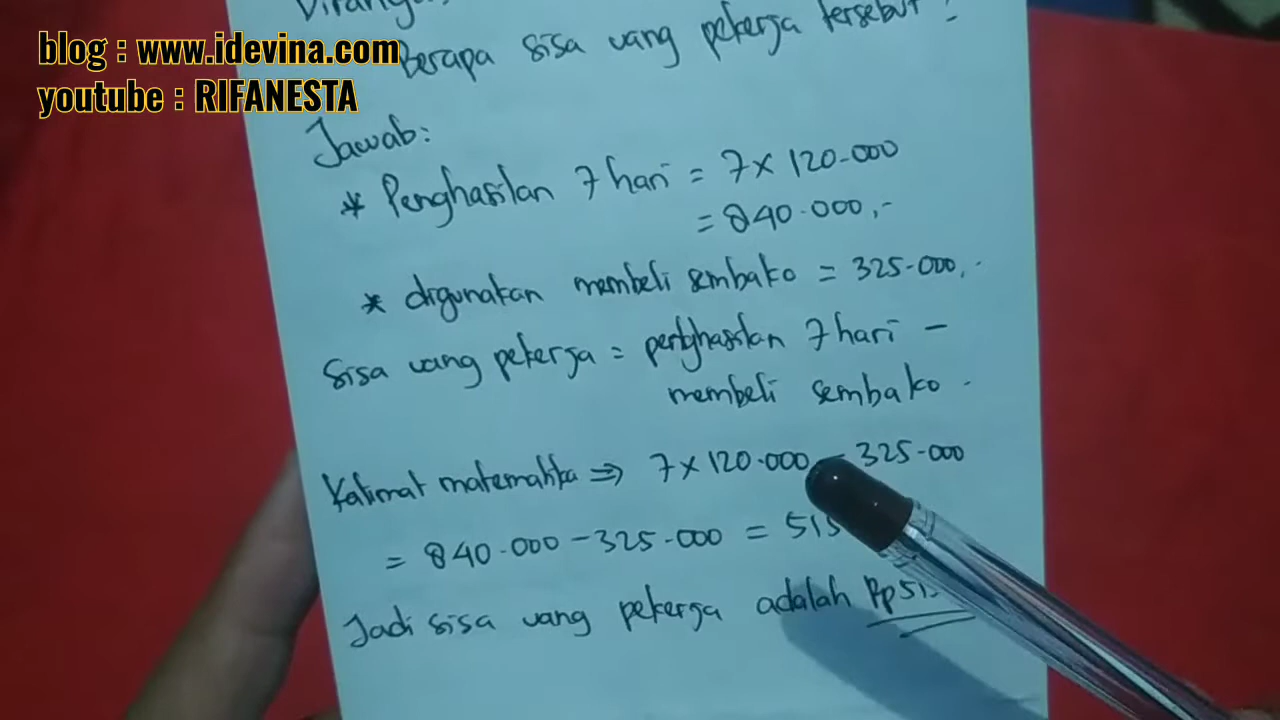 blog : www.idevina.com
youtube : RIFANESTA
Berapa sisa uang pekerja tersebut
Jawab:
* Penghasilan 7 hari = 7 x 120.000
= 840.000,-
* digunakan membeli sembako = 325.000,-
Sisa uang pekerja = penghasilan 7 hari -
membeli sembako.
Kalimat matematika ⇒ 7 x 120.000 - 325.000
= 840.000 - 325.000 = 515
Jadi sisa uang pekerja adalah Rp 51